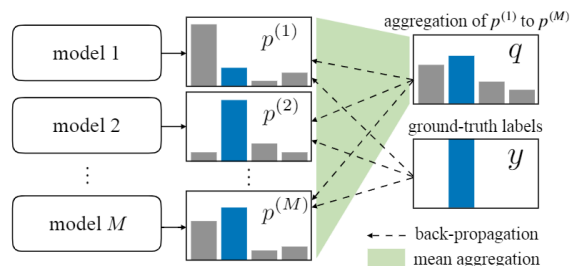 aggregation of p^{(1)} to p^{(M)}
model 1
p^{(1)}
q
model 2
p^{(2)}
ground-truth labels
y
⋮
⋮
model M
p^{(M)}
back-propagation
mean aggregation